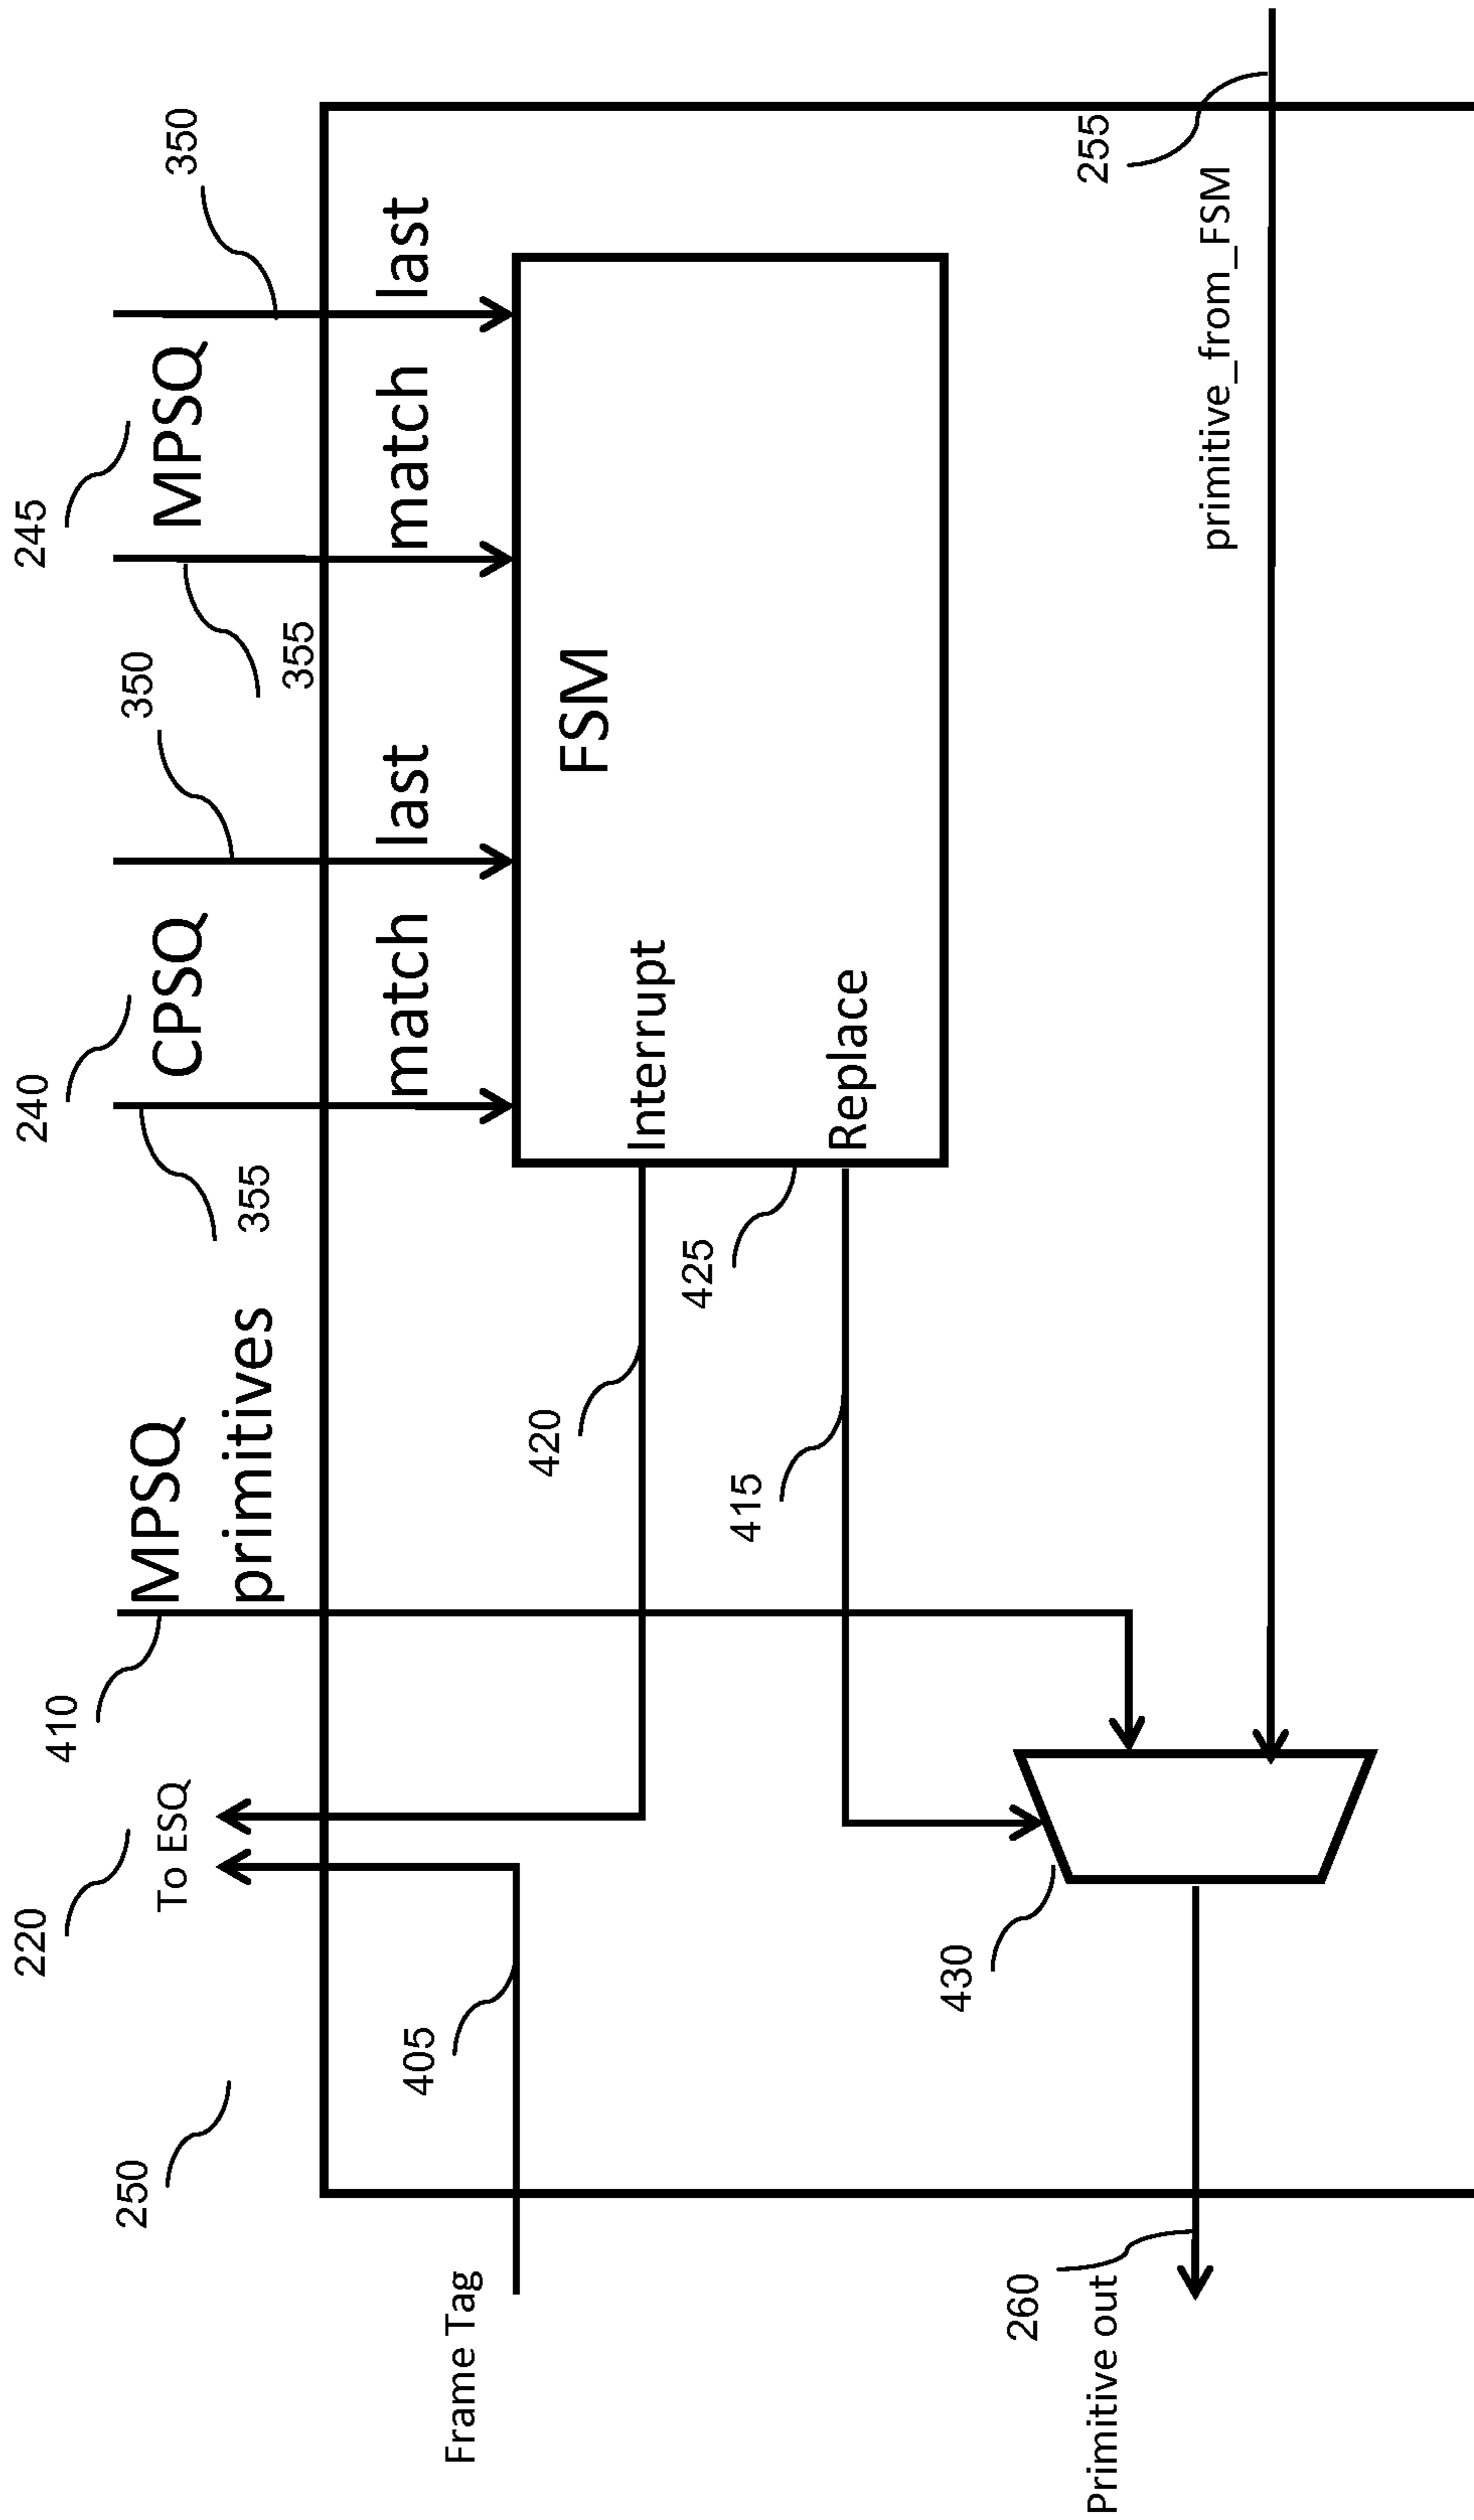 250
220
To ESQ
410
MPSQ
primitives
240
CPSQ
245
MPSQ
355
350
355
350
match
last
match
last
Frame Tag
405
420
Interrupt
FSM
425
415
Replace
430
260
Primitive out
255
primitive_from_FSM